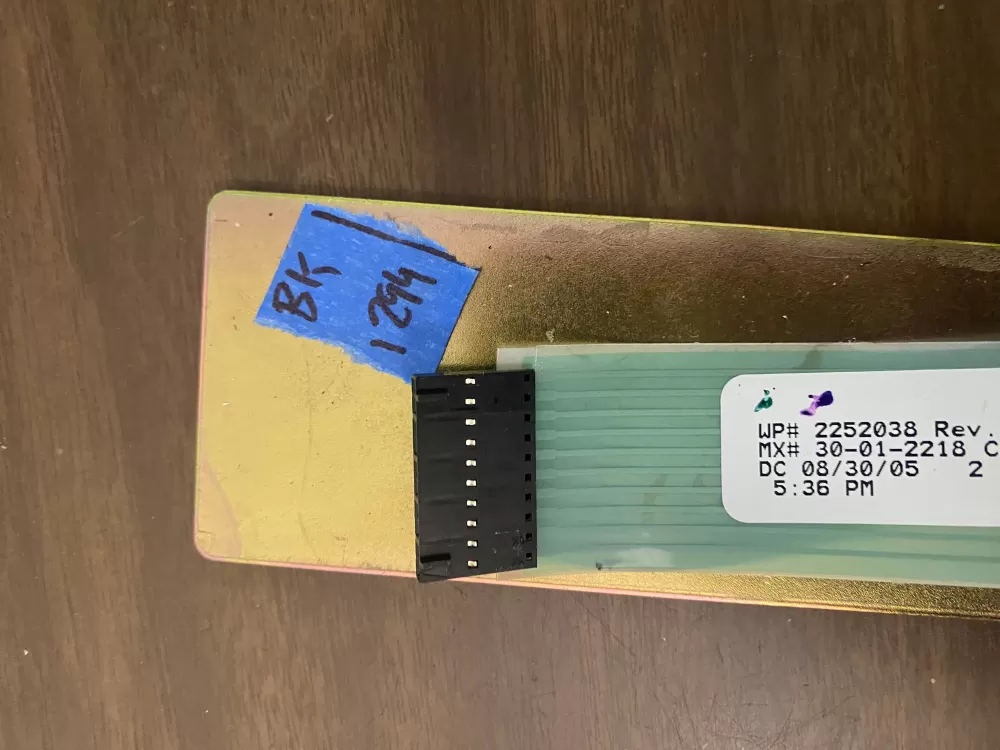 BK
1294
WP# 2252038 Rev.
MX# 30-01-2218 C
DC 08/30/05 2
5:36 PM